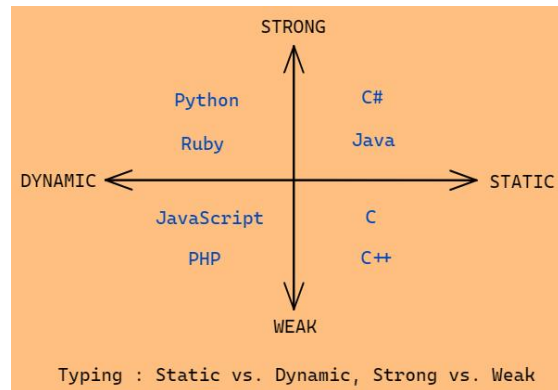 STRONG
Python C#
Ruby Java
DYNAMIC STATIC
JavaScript C
PHP C++
WEAK
Typing : Static vs. Dynamic, Strong vs. Weak